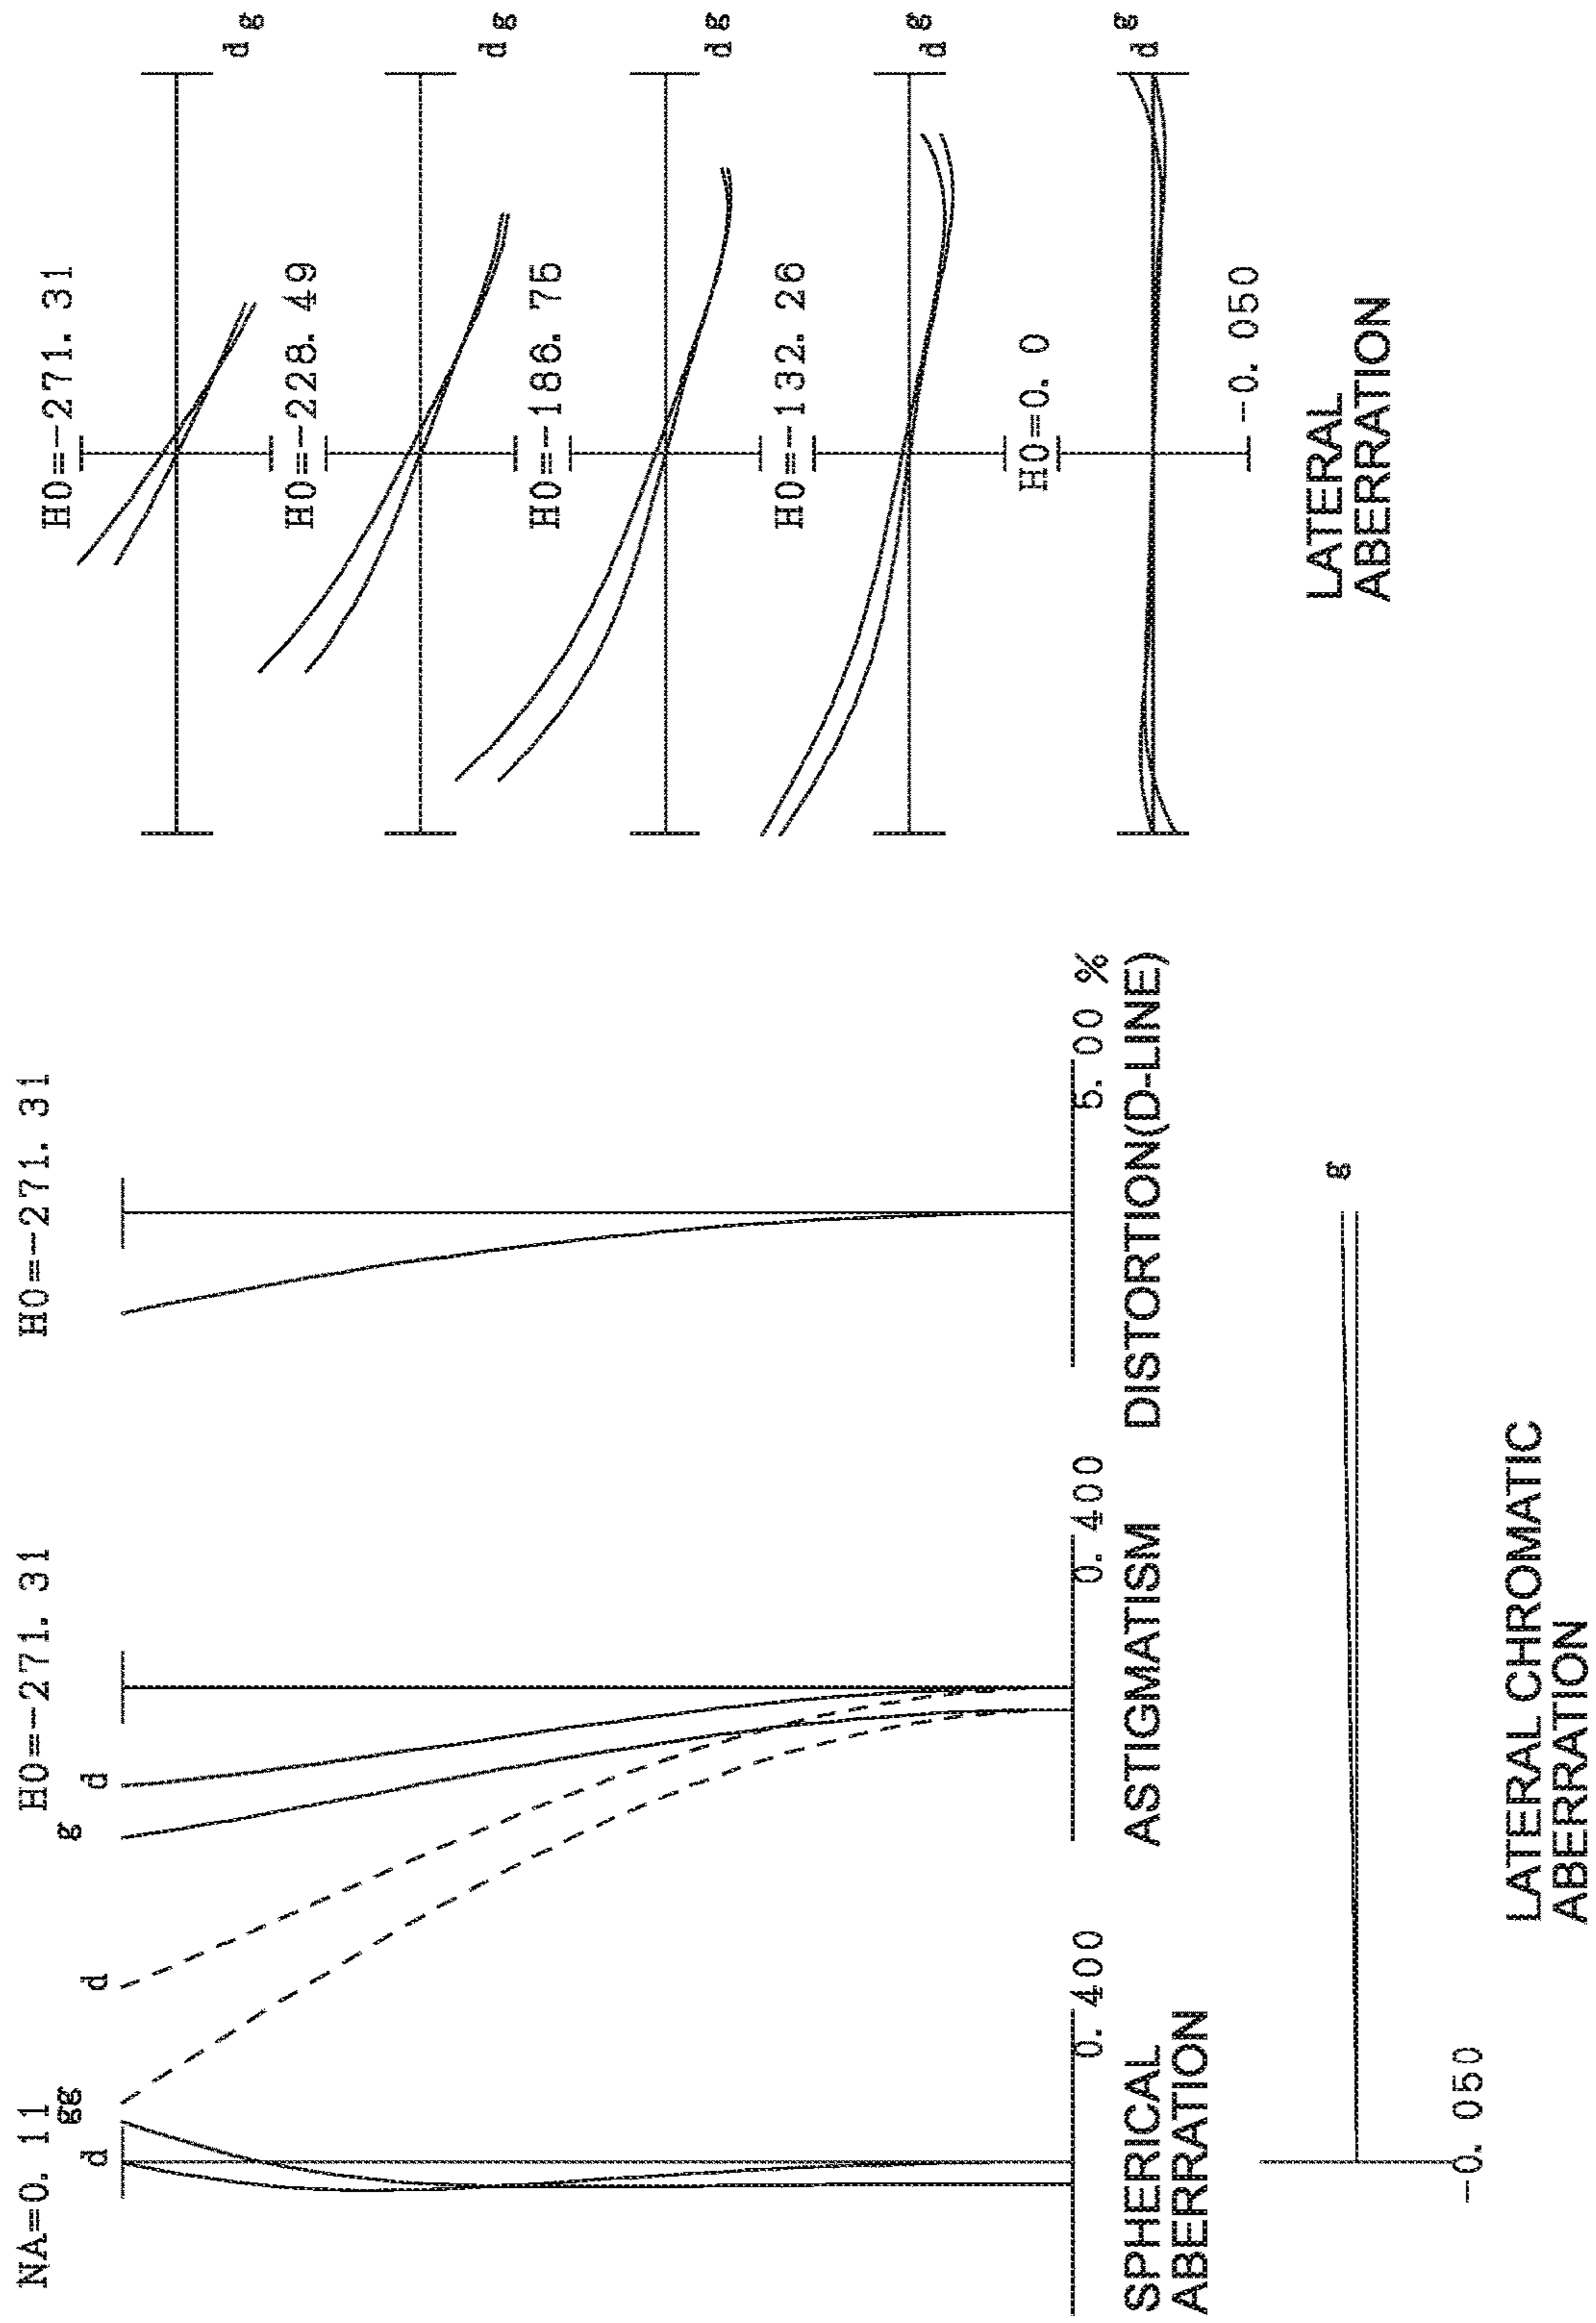 NA=0. 11
gg
d
0. 400
SPHERICAL
ABERRATION
H0=-271. 31
g
d
d
0. 400
ASTIGMATISM
H0=-271. 31
5. 00 %
DISTORTION(D-LINE)
g
-0. 050
LATERAL CHROMATIC
ABERRATION
H0=-271. 31
d g
H0=-228. 49
d g
H0=-186. 75
d g
H0=-132. 26
d g
H0=0. 0
d g
-0. 050
LATERAL
ABERRATION